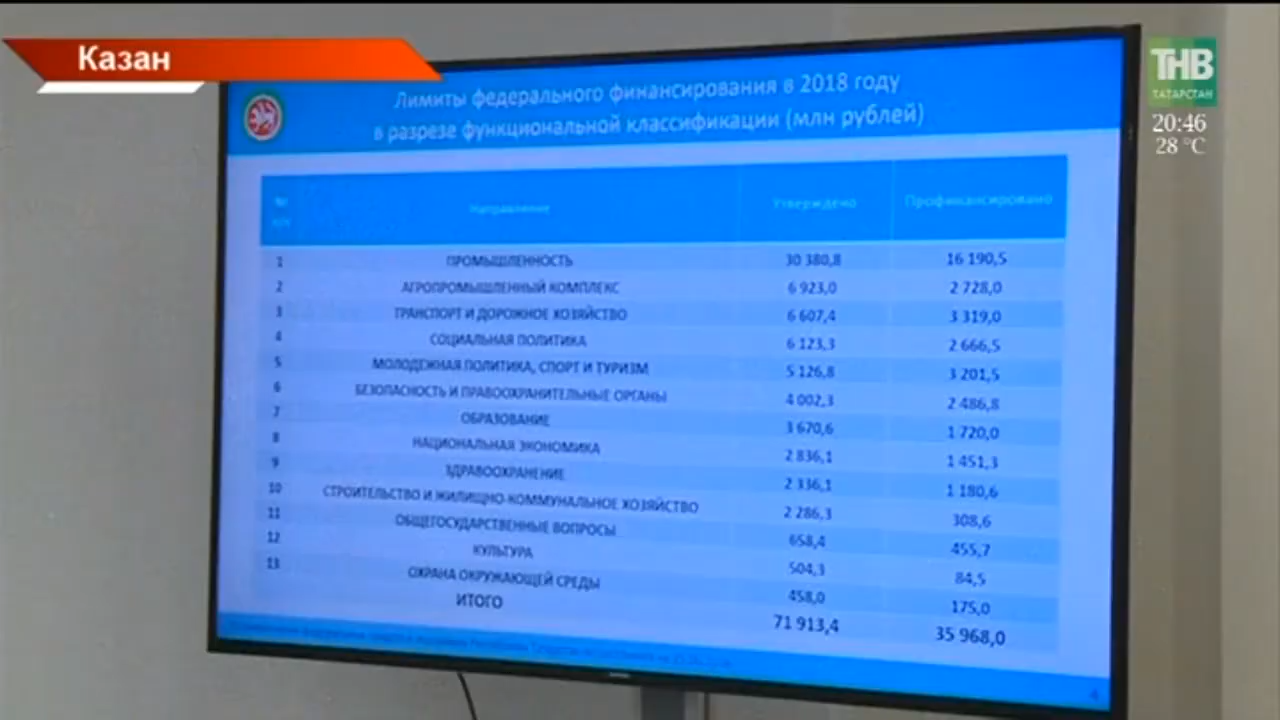 Казан
ТНВ
ТАТАРСТАН
20:46
28 °C
Лимиты федерального финансирования в 2018 году
в разрезе функциональной классификации (млн рублей)
№ п/п Направление Утверждено Профинансировано
1 ПРОМЫШЛЕННОСТЬ 30 380,8 16 190,5
2 АГРОПРОМЫШЛЕННЫЙ КОМПЛЕКС 6 923,0 2 728,0
3 ТРАНСПОРТ И ДОРОЖНОЕ ХОЗЯЙСТВО 6 607,4 3 319,0
4 СОЦИАЛЬНАЯ ПОЛИТИКА 6 123,3 2 666,5
5 МОЛОДЕЖНАЯ ПОЛИТИКА, СПОРТ И ТУРИЗМ 5 126,8 3 201,5
6 БЕЗОПАСНОСТЬ И ПРАВООХРАНИТЕЛЬНЫЕ ОРГАНЫ 4 002,3 2 486,8
7 ОБРАЗОВАНИЕ 3 670,6 1 720,0
8 НАЦИОНАЛЬНАЯ ЭКОНОМИКА 2 836,1 1 451,3
9 ЗДРАВООХРАНЕНИЕ 2 336,1 1 180,6
10 СТРОИТЕЛЬСТВО И ЖИЛИЩНО-КОММУНАЛЬНОЕ ХОЗЯЙСТВО 2 286,3 308,6
11 ОБЩЕГОСУДАРСТВЕННЫЕ ВОПРОСЫ 658,4 455,7
12 КУЛЬТУРА 504,3 84,5
13 ОХРАНА ОКРУЖАЮЩЕЙ СРЕДЫ 458,0 175,0
ИТОГО 71 913,4 35 968,0
4